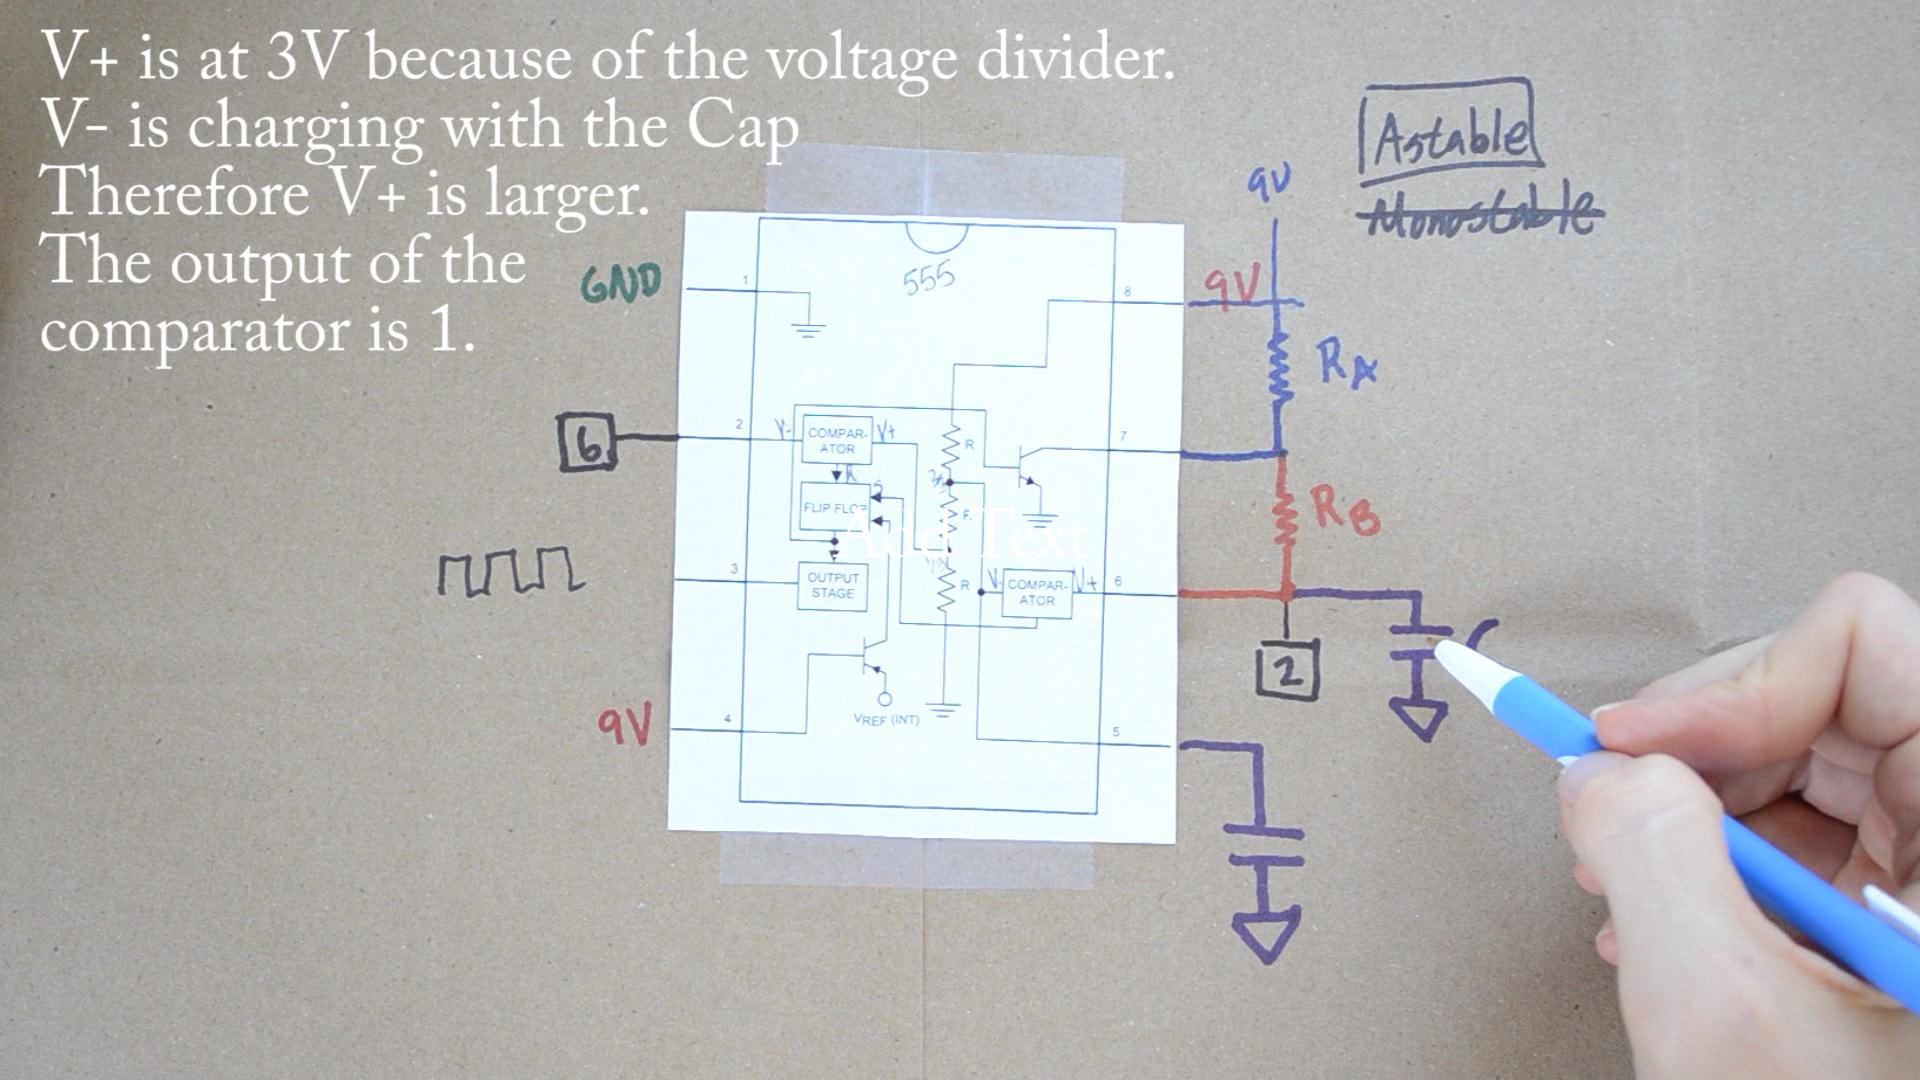 V+ is at 3V because of the voltage divider.
V- is charging with the Cap
Therefore V+ is larger.
The output of the
comparator is 1.
Astable
Monostable
9V
GND
1
555
8
9V
RA
6
2
V-
COMPAR-
ATOR
V+
R
7
R
S
FLIP FLOP
Add Text
RB
3
OUTPUT
STAGE
R
V-
COMPAR-
ATOR
V+
6
2
C
9V
4
VREF (INT)
5